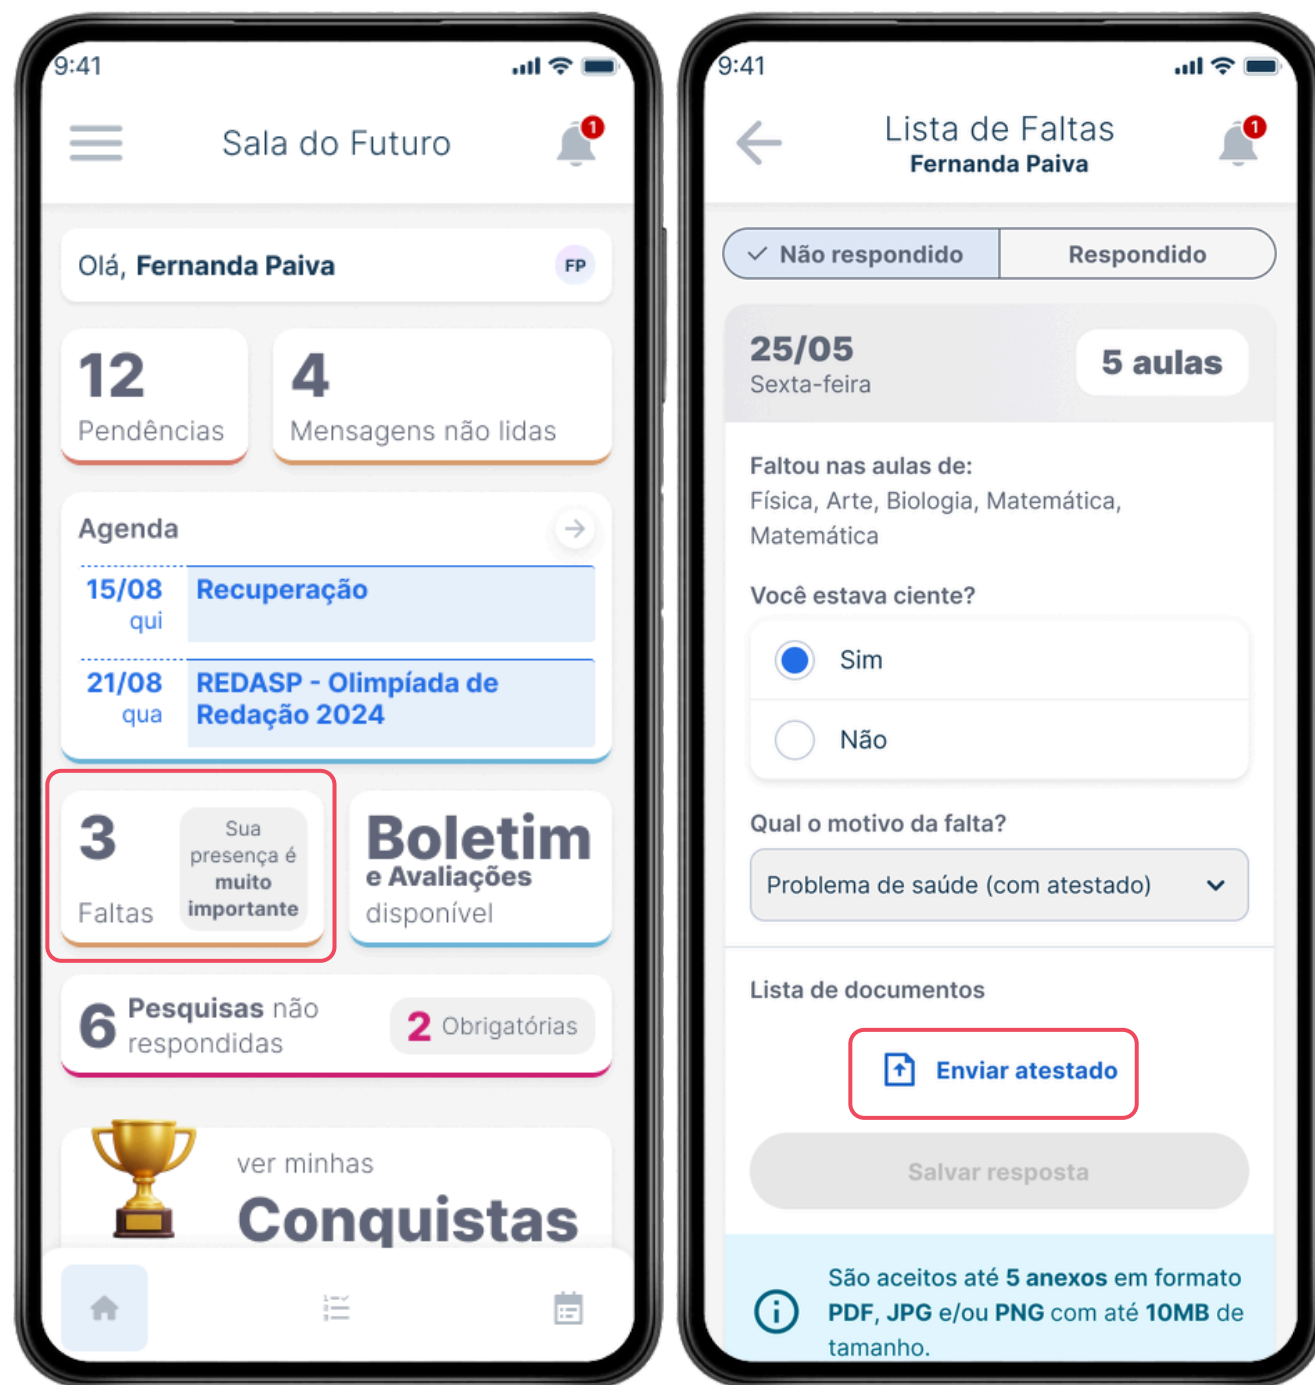 9:41
Sala do Futuro
1
Olá, Fernanda Paiva
FP
12
Pendências
4
Mensagens não lidas
Agenda
15/08
qui
Recuperação
21/08
qua
REDASP - Olimpíada de
Redação 2024
3
Faltas
Sua
presença é
muito
importante
Boletim
e Avaliações
disponível
6
Pesquisas não
respondidas
2 Obrigatórias
ver minhas
Conquistas
9:41
Lista de Faltas
Fernanda Paiva
1
Não respondido
Respondido
25/05
Sexta-feira
5 aulas
Faltou nas aulas de:
Física, Arte, Biologia, Matemática,
Matemática
Você estava ciente?
Sim
Não
Qual o motivo da falta?
Problema de saúde (com atestado)
Lista de documentos
Enviar atestado
Salvar resposta
São aceitos até 5 anexos em formato
PDF, JPG e/ou PNG com até 10MB de
tamanho.